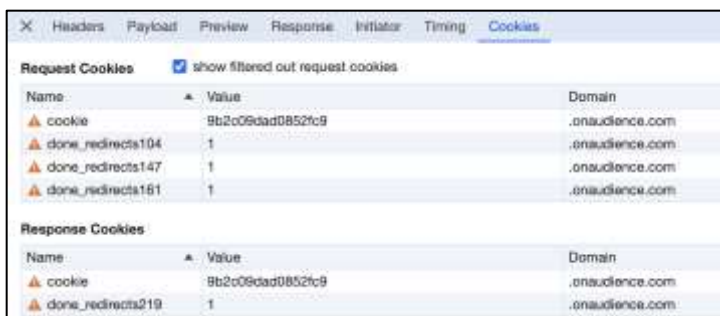 Headers Payload Preview Response Initiator Timing Cookies
Request Cookies show filtered out request cookies
Name Value Domain
cookie 9b2c09dad0852fc9 .onaudience.com
done_redirects104 1 .onaudience.com
done_redirects147 1 .onaudience.com
done_redirects161 1 .onaudience.com
Response Cookies
Name Value Domain
cookie 9b2c09dad0852fc9 .onaudience.com
done_redirects219 1 .onaudience.com